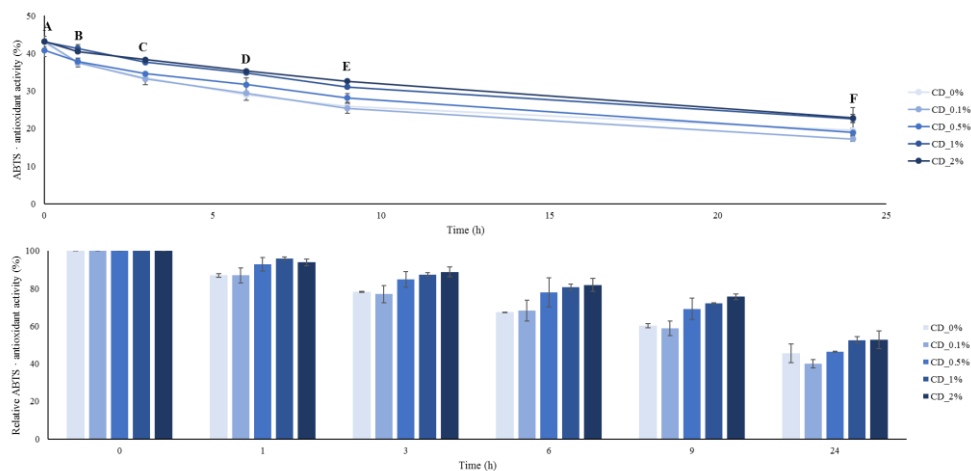 50
40
30
20
10
0
ABTS - antioxidant activity (%)
A
B
C
D
E
F
0
5
10
15
20
25
Time (h)
CD_0%
CD_0.1%
CD_0.5%
CD_1%
CD_2%
100
80
60
40
20
0
Relative ABTS - antioxidant activity (%)
0
1
3
6
9
24
Time (h)
CD_0%
CD_0.1%
CD_0.5%
CD_1%
CD_2%